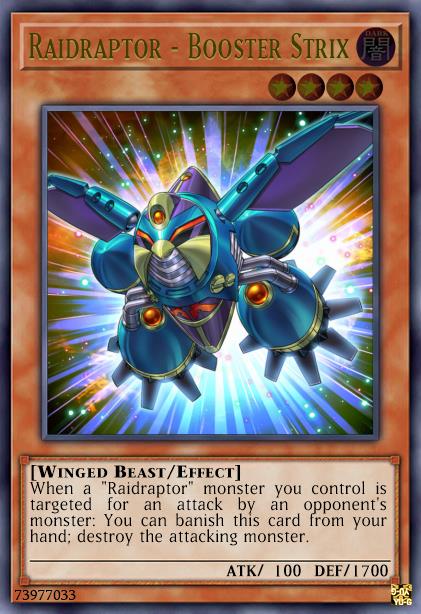 Raidraptor - Booster Strix
DARK
闇
[Winged Beast/Effect]
When a "Raidraptor" monster you control is
targeted for an attack by an opponent's
monster: You can banish this card from your
hand; destroy the attacking monster.
ATK/ 100 DEF/1700
73977033